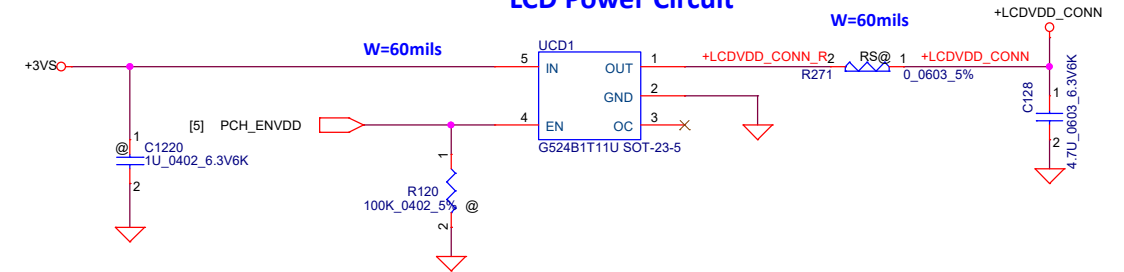 LCD Power Circuit
+LCDVDD_CONN
W=60mils
W=60mils
UCD1
+3VS
5
IN
OUT
1
+LCDVDD_CONN_R
2
RS@
1
+LCDVDD_CONN
R271
0_0603_5%
GND
2
[5]
PCH_ENVDD
4
EN
OC
3
G524B1T11U SOT-23-5
C128
4.7U_0603_6.3V6K
1
2
@
1
C1220
1U_0402_6.3V6K
2
1
R120
100K_0402_5%
@
2